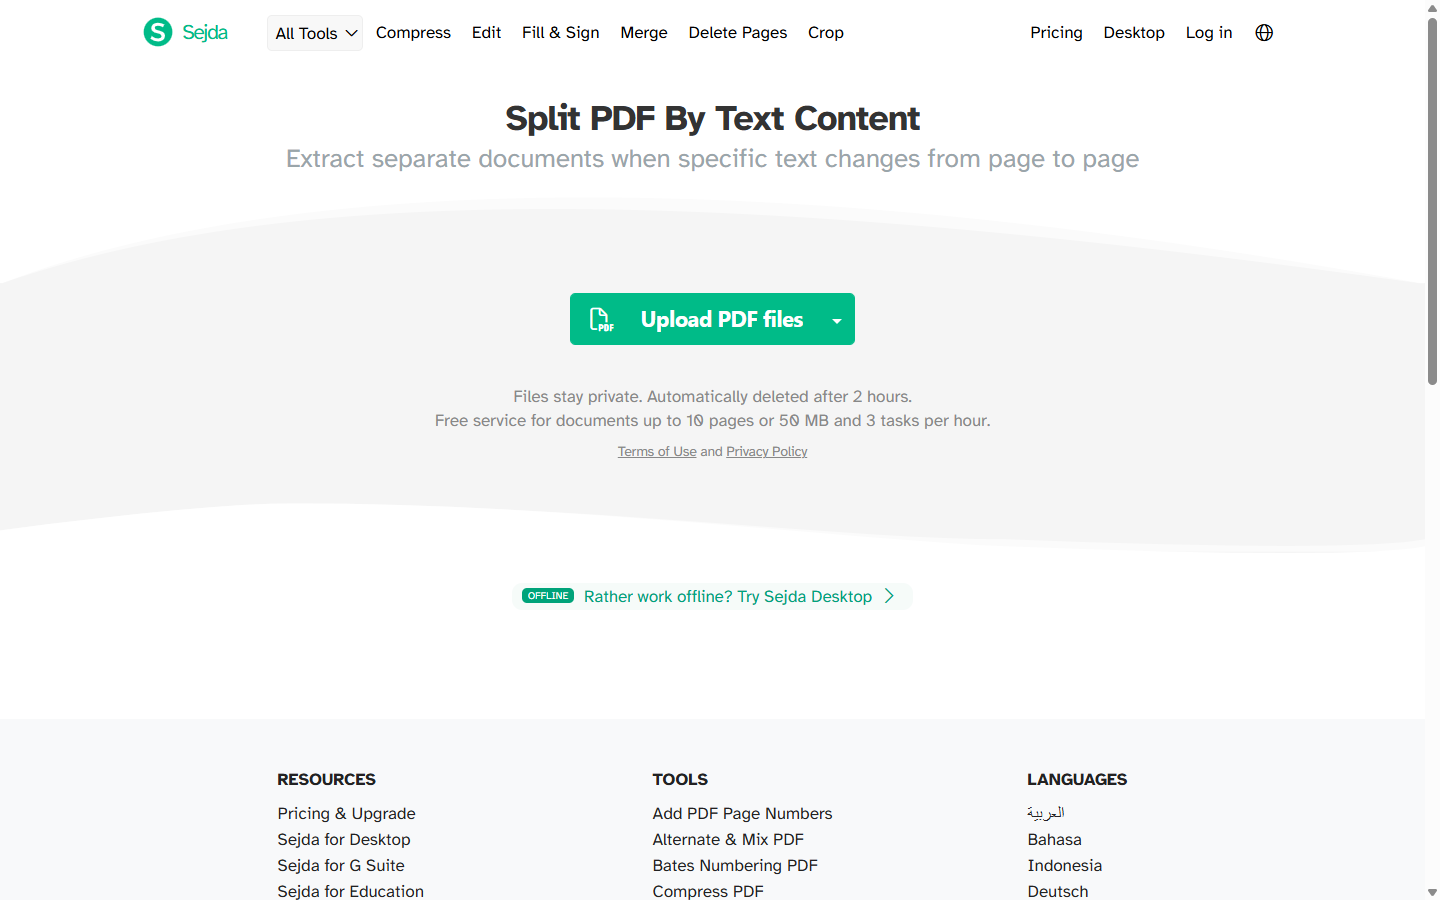 Sejda
All Tools
Compress
Edit
Fill & Sign
Merge
Delete Pages
Crop
Pricing
Desktop
Log in
Split PDF By Text Content
Extract separate documents when specific text changes from page to page
PDF
Upload PDF files
Files stay private. Automatically deleted after 2 hours.
Free service for documents up to 10 pages or 50 MB and 3 tasks per hour.
Terms of Use and Privacy Policy
OFFLINE Rather work offline? Try Sejda Desktop
RESOURCES
Pricing & Upgrade
Sejda for Desktop
Sejda for G Suite
Sejda for Education
TOOLS
Add PDF Page Numbers
Alternate & Mix PDF
Bates Numbering PDF
Compress PDF
LANGUAGES
العربية
Bahasa
Indonesia
Deutsch